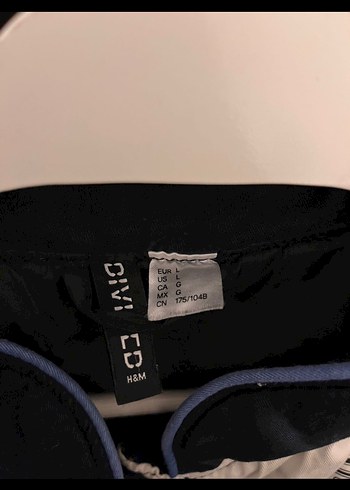 DIVI
ED
H&M
EUR L
US L
CA G
MX G
CN 175/104B